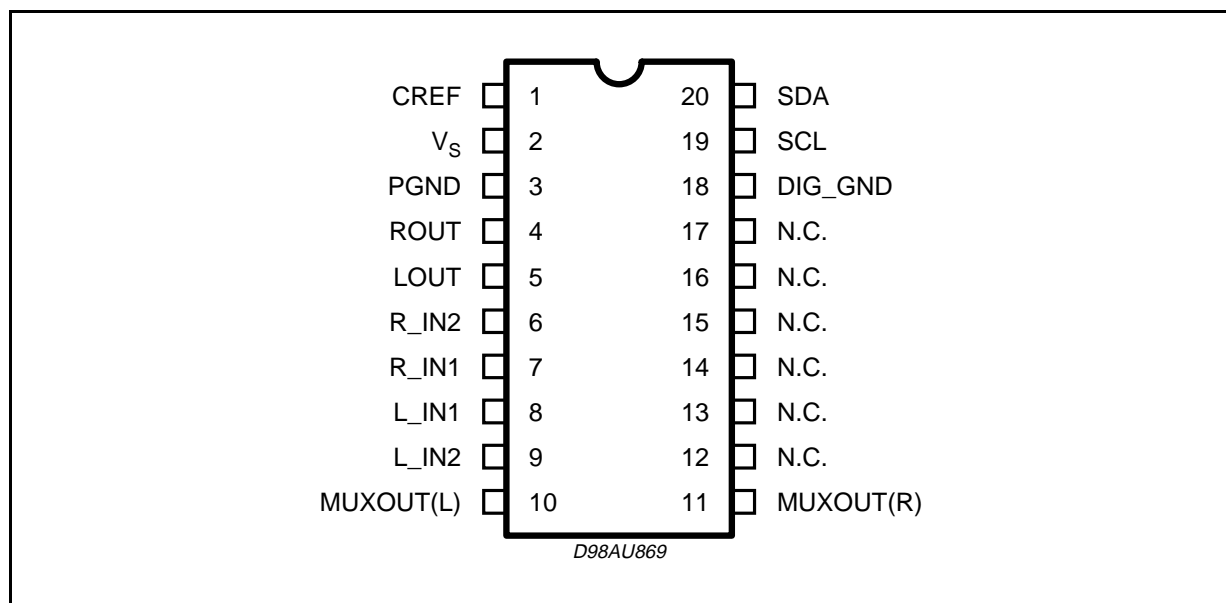 CREF 1 20 SDA
VS 2 19 SCL
PGND 3 18 DIG_GND
ROUT 4 17 N.C.
LOUT 5 16 N.C.
R_IN2 6 15 N.C.
R_IN1 7 14 N.C.
L_IN1 8 13 N.C.
L_IN2 9 12 N.C.
MUXOUT(L) 10 11 MUXOUT(R)
D98AU869